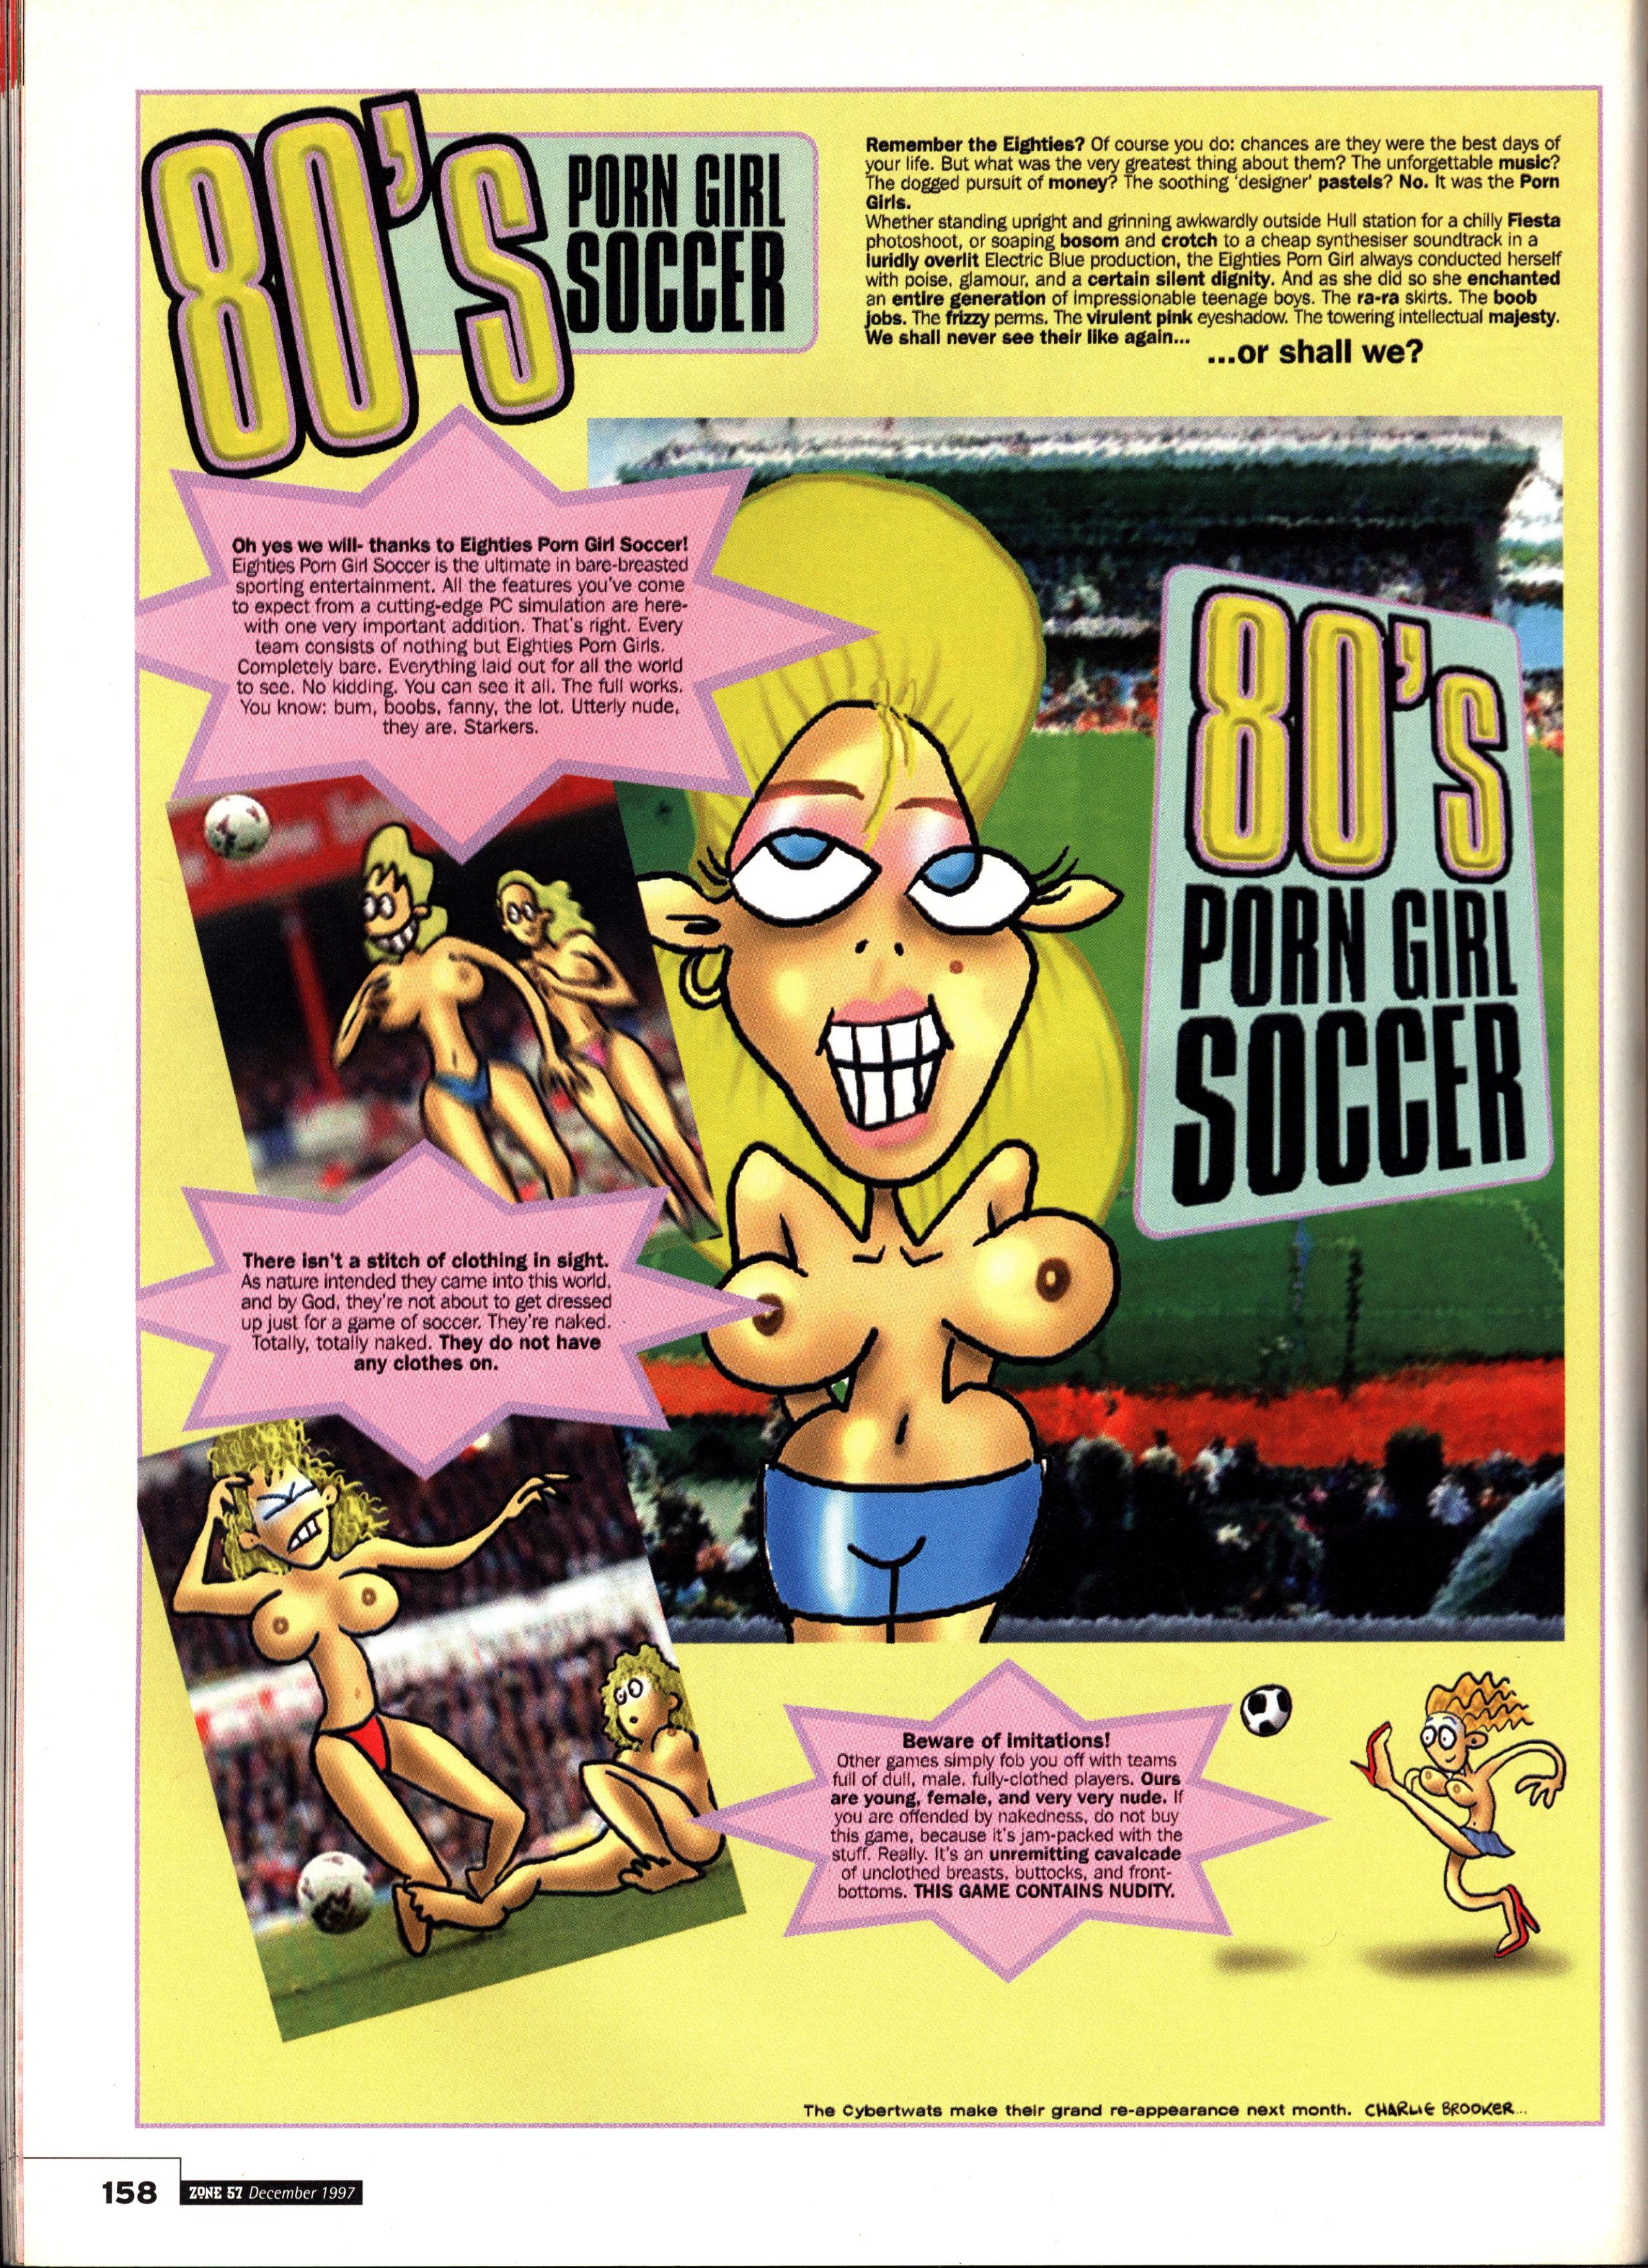 80's
PORN GIRL
SOCCER
Remember the Eighties? Of course you do: chances are they were the best days of
your life. But what was the very greatest thing about them? The unforgettable music?
The dogged pursuit of money? The soothing 'designer' pastels? No. It was the Porn
Girls.
Whether standing upright and grinning awkwardly outside Hull station for a chilly Fiesta
photoshoot, or soaping bosom and crotch to a cheap synthesiser soundtrack in a
luridly overlit Electric Blue production, the Eighties Porn Girl always conducted herself
with poise, glamour, and a certain silent dignity. And as she did so she enchanted
an entire generation of impressionable teenage boys. The ra-ra skirts. The boob
jobs. The frizzy perms. The virulent pink eyeshadow. The towering intellectual majesty.
We shall never see their like again...
...or shall we?
Oh yes we will- thanks to Eighties Porn Girl Soccer!
Eighties Porn Girl Soccer is the ultimate in bare-breasted
sporting entertainment. All the features you've come
to expect from a cutting-edge PC simulation are here-
with one very important addition. That's right. Every
team consists of nothing but Eighties Porn Girls.
Completely bare. Everything laid out for all the world
to see. No kidding. You can see it all. The full works.
You know: bum, boobs, fanny, the lot. Utterly nude,
they are. Starkers.
80's
PORN GIRL
SOCCER
There isn't a stitch of clothing in sight.
As nature intended they came into this world,
and by God, they're not about to get dressed
up just for a game of soccer. They're naked.
Totally, totally naked. They do not have
any clothes on.
Beware of imitations!
Other games simply fob you off with teams
full of dull, male, fully-clothed players. Ours
are young, female, and very very nude. If
you are offended by nakedness, do not buy
this game, because it's jam-packed with the
stuff. Really. It's an unremitting cavalcade
of unclothed breasts, buttocks, and front-
bottoms. THIS GAME CONTAINS NUDITY.
The Cybertwats make their grand re-appearance next month. CHARLIE BROOKER...
158 ZONE 57 December 1997